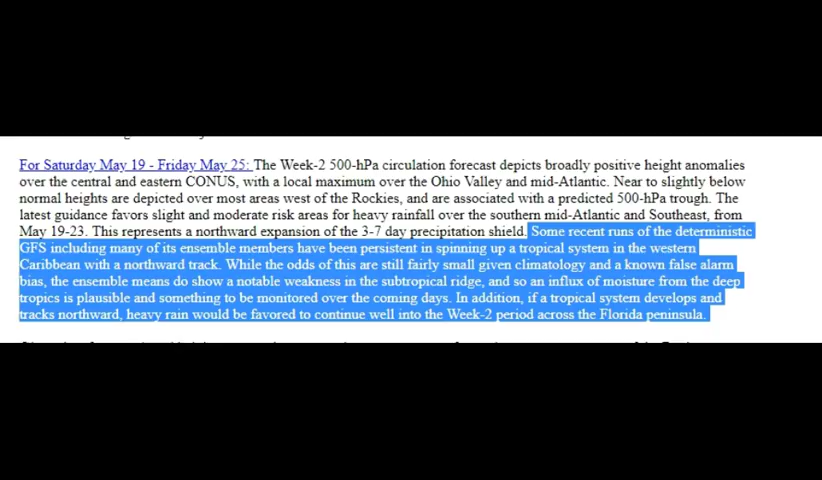 For Saturday May 19 - Friday May 25: The Week-2 500-hPa circulation forecast depicts broadly positive height anomalies
over the central and eastern CONUS, with a local maximum over the Ohio Valley and mid-Atlantic. Near to slightly below
normal heights are depicted over most areas west of the Rockies, and are associated with a predicted 500-hPa trough. The
latest guidance favors slight and moderate risk areas for heavy rainfall over the southern mid-Atlantic and Southeast, from
May 19-23. This represents a northward expansion of the 3-7 day precipitation shield. Some recent runs of the deterministic
GFS including many of its ensemble members have been persistent in spinning up a tropical system in the western
Caribbean with a northward track. While the odds of this are still fairly small given climatology and a known false alarm
bias, the ensemble means do show a notable weakness in the subtropical ridge, and so an influx of moisture from the deep
tropics is plausible and something to be monitored over the coming days. In addition, if a tropical system develops and
tracks northward, heavy rain would be favored to continue well into the Week-2 period across the Florida peninsula.